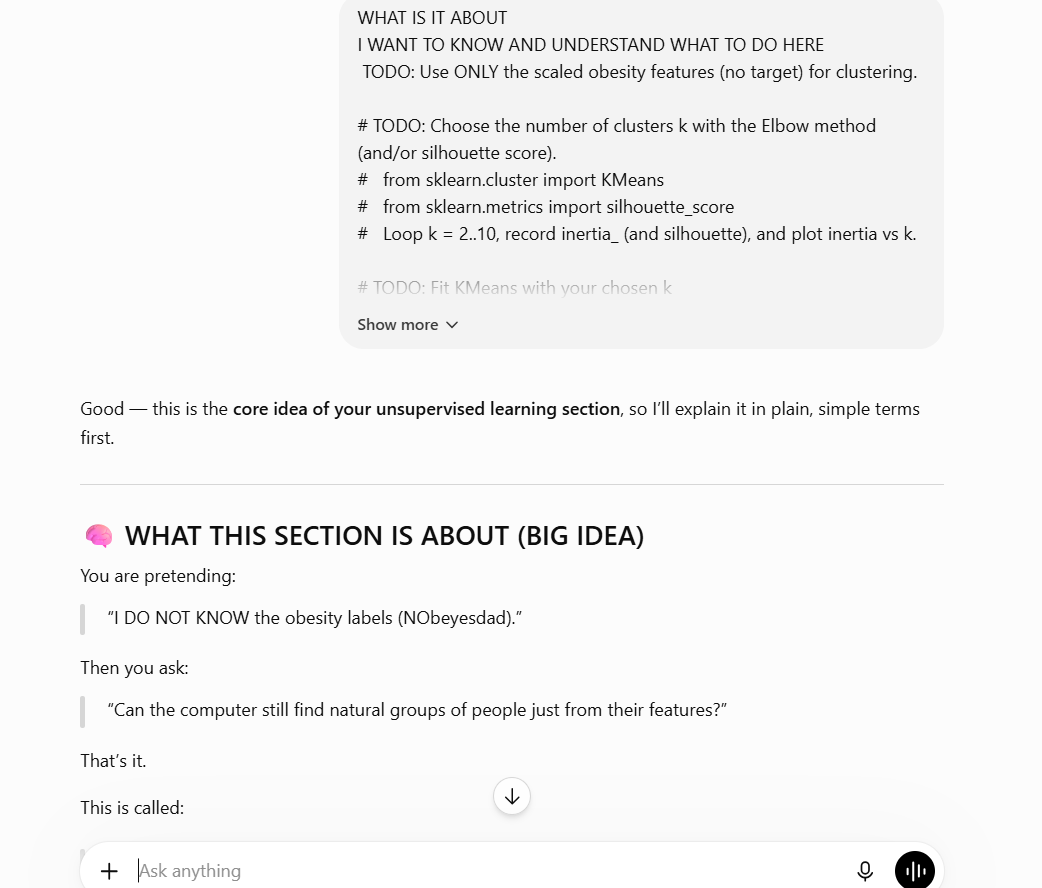 WHAT IS IT ABOUT
I WANT TO KNOW AND UNDERSTAND WHAT TO DO HERE
TODO: Use ONLY the scaled obesity features (no target) for clustering.
# TODO: Choose the number of clusters k with the Elbow method
(and/or silhouette score).
#   from sklearn.cluster import KMeans
#   from sklearn.metrics import silhouette_score
#   Loop k = 2..10, record inertia_ (and silhouette), and plot inertia vs k.
# TODO: Fit KMeans with your chosen k
Show more
Good — this is the core idea of your unsupervised learning section, so I’ll explain it in plain, simple terms
first.
🧠 WHAT THIS SECTION IS ABOUT (BIG IDEA)
You are pretending:
“I DO NOT KNOW the obesity labels (NObeyesdad).”
Then you ask:
“Can the computer still find natural groups of people just from their features?”
That’s it.
This is called:
Ask anything